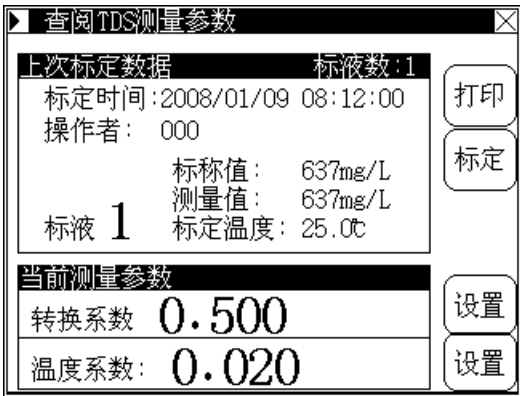 查阅TDS测量参数
上次标定数据 标液数:1
标定时间:2008/01/09 08:12:00
操作者: 000
标称值: 637mg/L
测量值: 637mg/L
标液 1 标定温度: 25.0℃
打印
标定
当前测量参数
转换系数 0.500
设置
温度系数: 0.020
设置